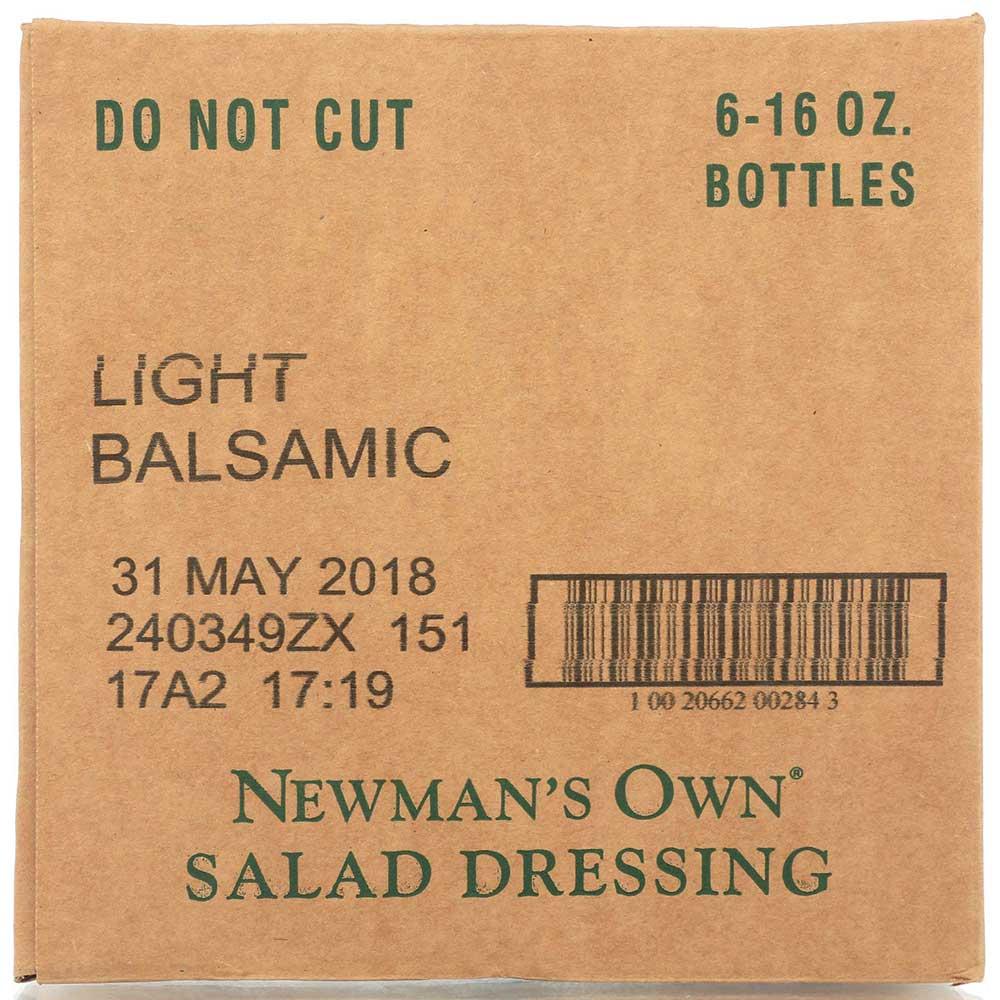 DO NOT CUT
6-16 OZ.
BOTTLES
LIGHT
BALSAMIC
31 MAY 2018
240349ZX 151
17A2 17:19
1 00 20662 00284 3
NEWMAN'S OWN®
SALAD DRESSING